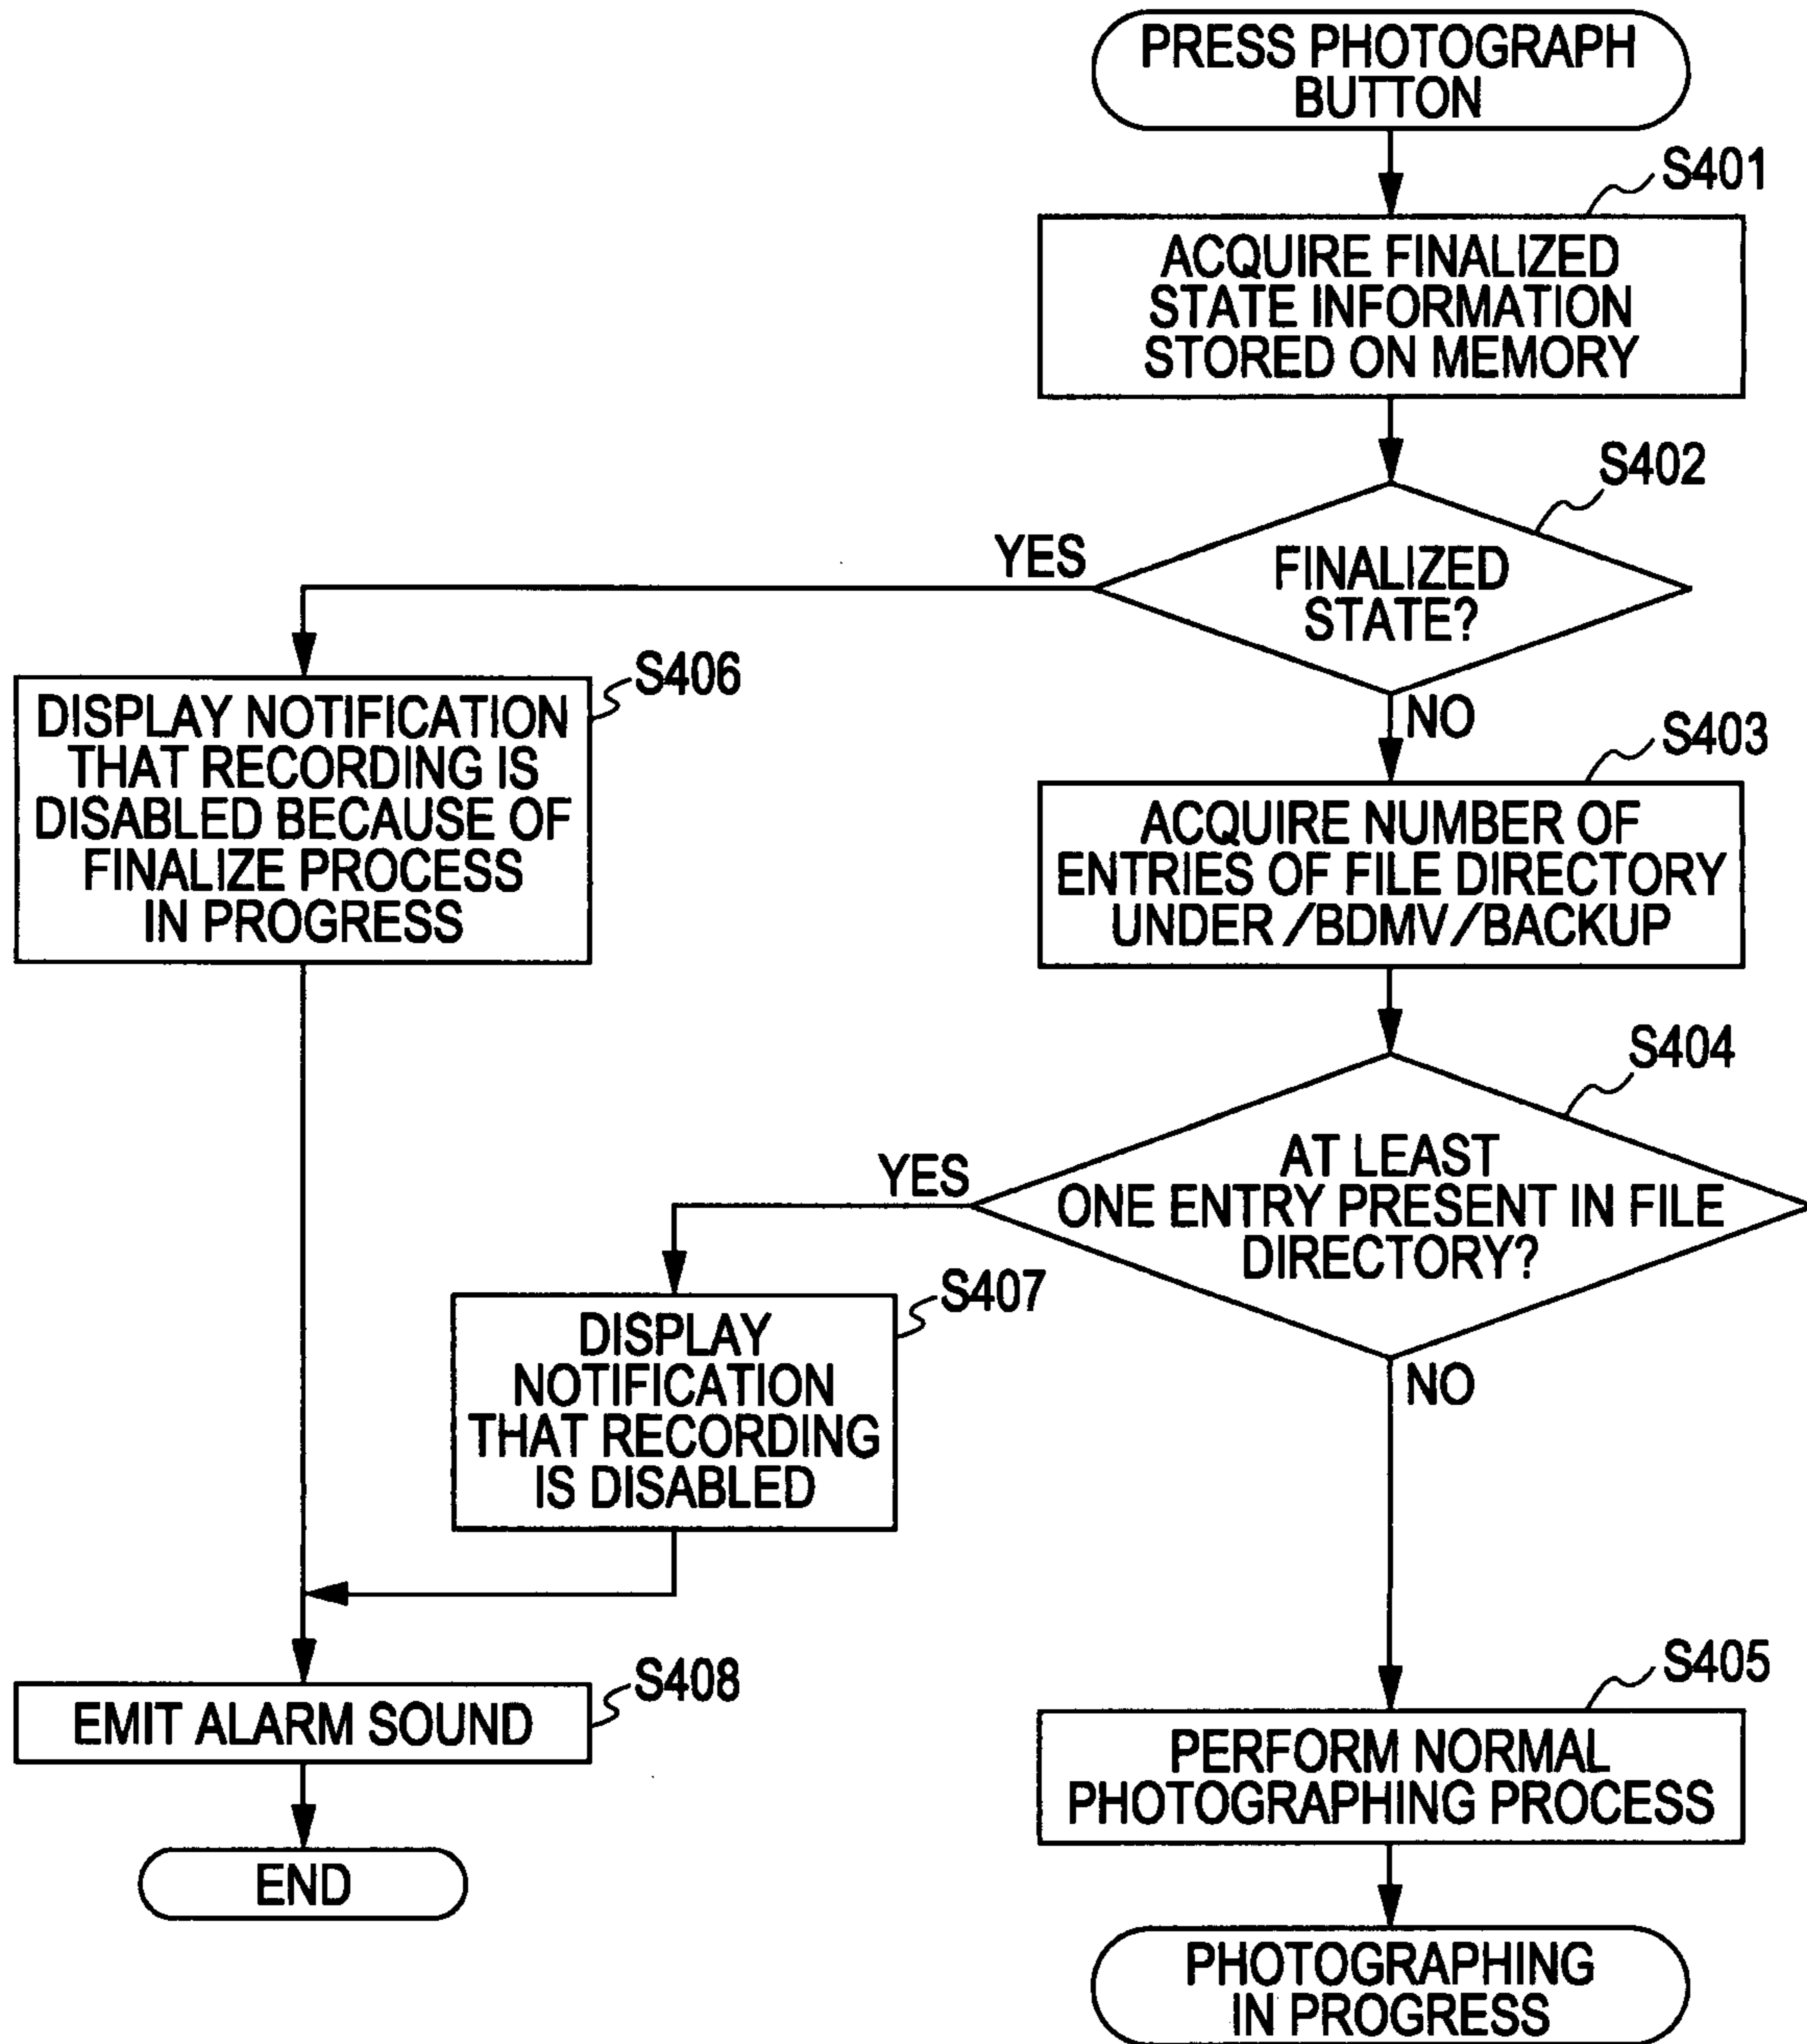 PRESS PHOTOGRAPH
BUTTON
S401
ACQUIRE FINALIZED
STATE INFORMATION
STORED ON MEMORY
S402
FINALIZED
STATE?
YES
NO
S406
DISPLAY NOTIFICATION
THAT RECORDING IS
DISABLED BECAUSE OF
FINALIZE PROCESS
IN PROGRESS
S403
ACQUIRE NUMBER OF
ENTRIES OF FILE DIRECTORY
UNDER /BDMV/BACKUP
S404
AT LEAST
ONE ENTRY PRESENT IN FILE
DIRECTORY?
YES
NO
S407
DISPLAY
NOTIFICATION
THAT RECORDING
IS DISABLED
S408
EMIT ALARM SOUND
END
S405
PERFORM NORMAL
PHOTOGRAPHING PROCESS
PHOTOGRAPHING
IN PROGRESS